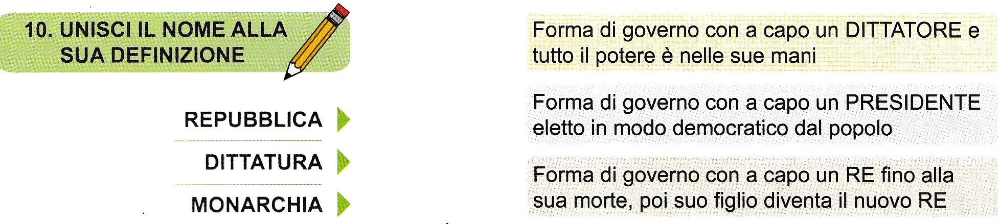 10. UNISCI IL NOME ALLA
SUA DEFINIZIONE
REPUBBLICA
DITTATURA
MONARCHIA
Forma di governo con a capo un DITTATORE e
tutto il potere è nelle sue mani
Forma di governo con a capo un PRESIDENTE
eletto in modo democratico dal popolo
Forma di governo con a capo un RE fino alla
sua morte, poi suo figlio diventa il nuovo RE